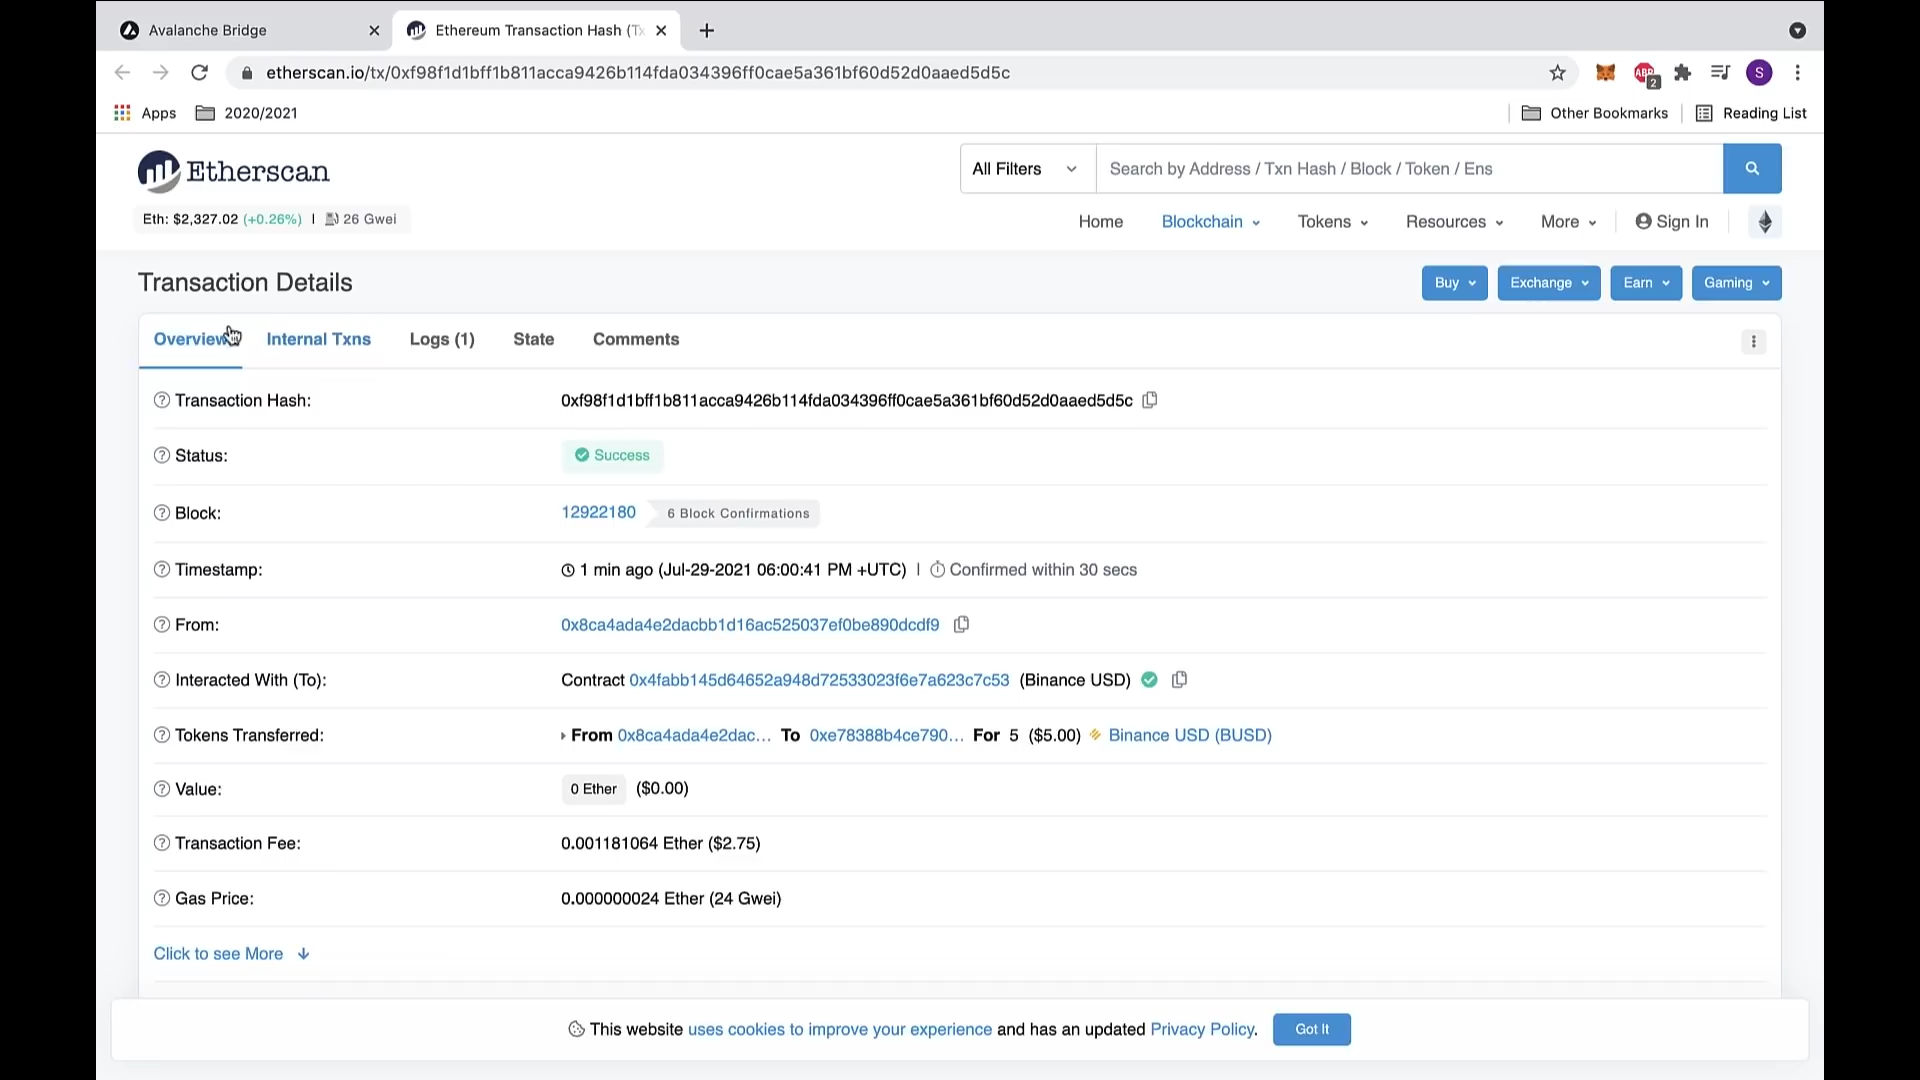 Avalanche Bridge
Ethereum Transaction Hash (Tx
etherscan.io/tx/0xf98f1d1bff1b811acca9426b114fda034396ff0cae5a361bf60d52d0aaed5d5c
ABP
2
S
Apps
2020/2021
Other Bookmarks
Reading List
Etherscan
All Filters
Search by Address / Txn Hash / Block / Token / Ens
Eth: $2,327.02 (+0.26%) | 26 Gwei
Home
Blockchain
Tokens
Resources
More
Sign In
Transaction Details
Buy
Exchange
Earn
Gaming
Overview
Internal Txns
Logs (1)
State
Comments
Transaction Hash:
0xf98f1d1bff1b811acca9426b114fda034396ff0cae5a361bf60d52d0aaed5d5c
Status:
Success
Block:
12922180
6 Block Confirmations
Timestamp:
1 min ago (Jul-29-2021 06:00:41 PM +UTC) | Confirmed within 30 secs
From:
0x8ca4ada4e2dacbb1d16ac525037ef0be890dcdf9
Interacted With (To):
Contract 0x4fabb145d64652a948d72533023f6e7a623c7c53 (Binance USD)
Tokens Transferred:
From 0x8ca4ada4e2dac... To 0xe78388b4ce790... For 5 ($5.00) Binance USD (BUSD)
Value:
0 Ether ($0.00)
Transaction Fee:
0.001181064 Ether ($2.75)
Gas Price:
0.000000024 Ether (24 Gwei)
Click to see More
This website uses cookies to improve your experience and has an updated Privacy Policy.
Got It